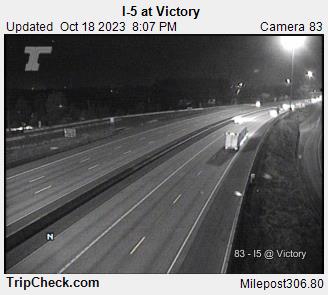 I-5 at Victory
Updated Oct 18 2023 8:07 PM Camera 83
T
N
83 - I5 @ Victory
TripCheck.com Milepost306.80